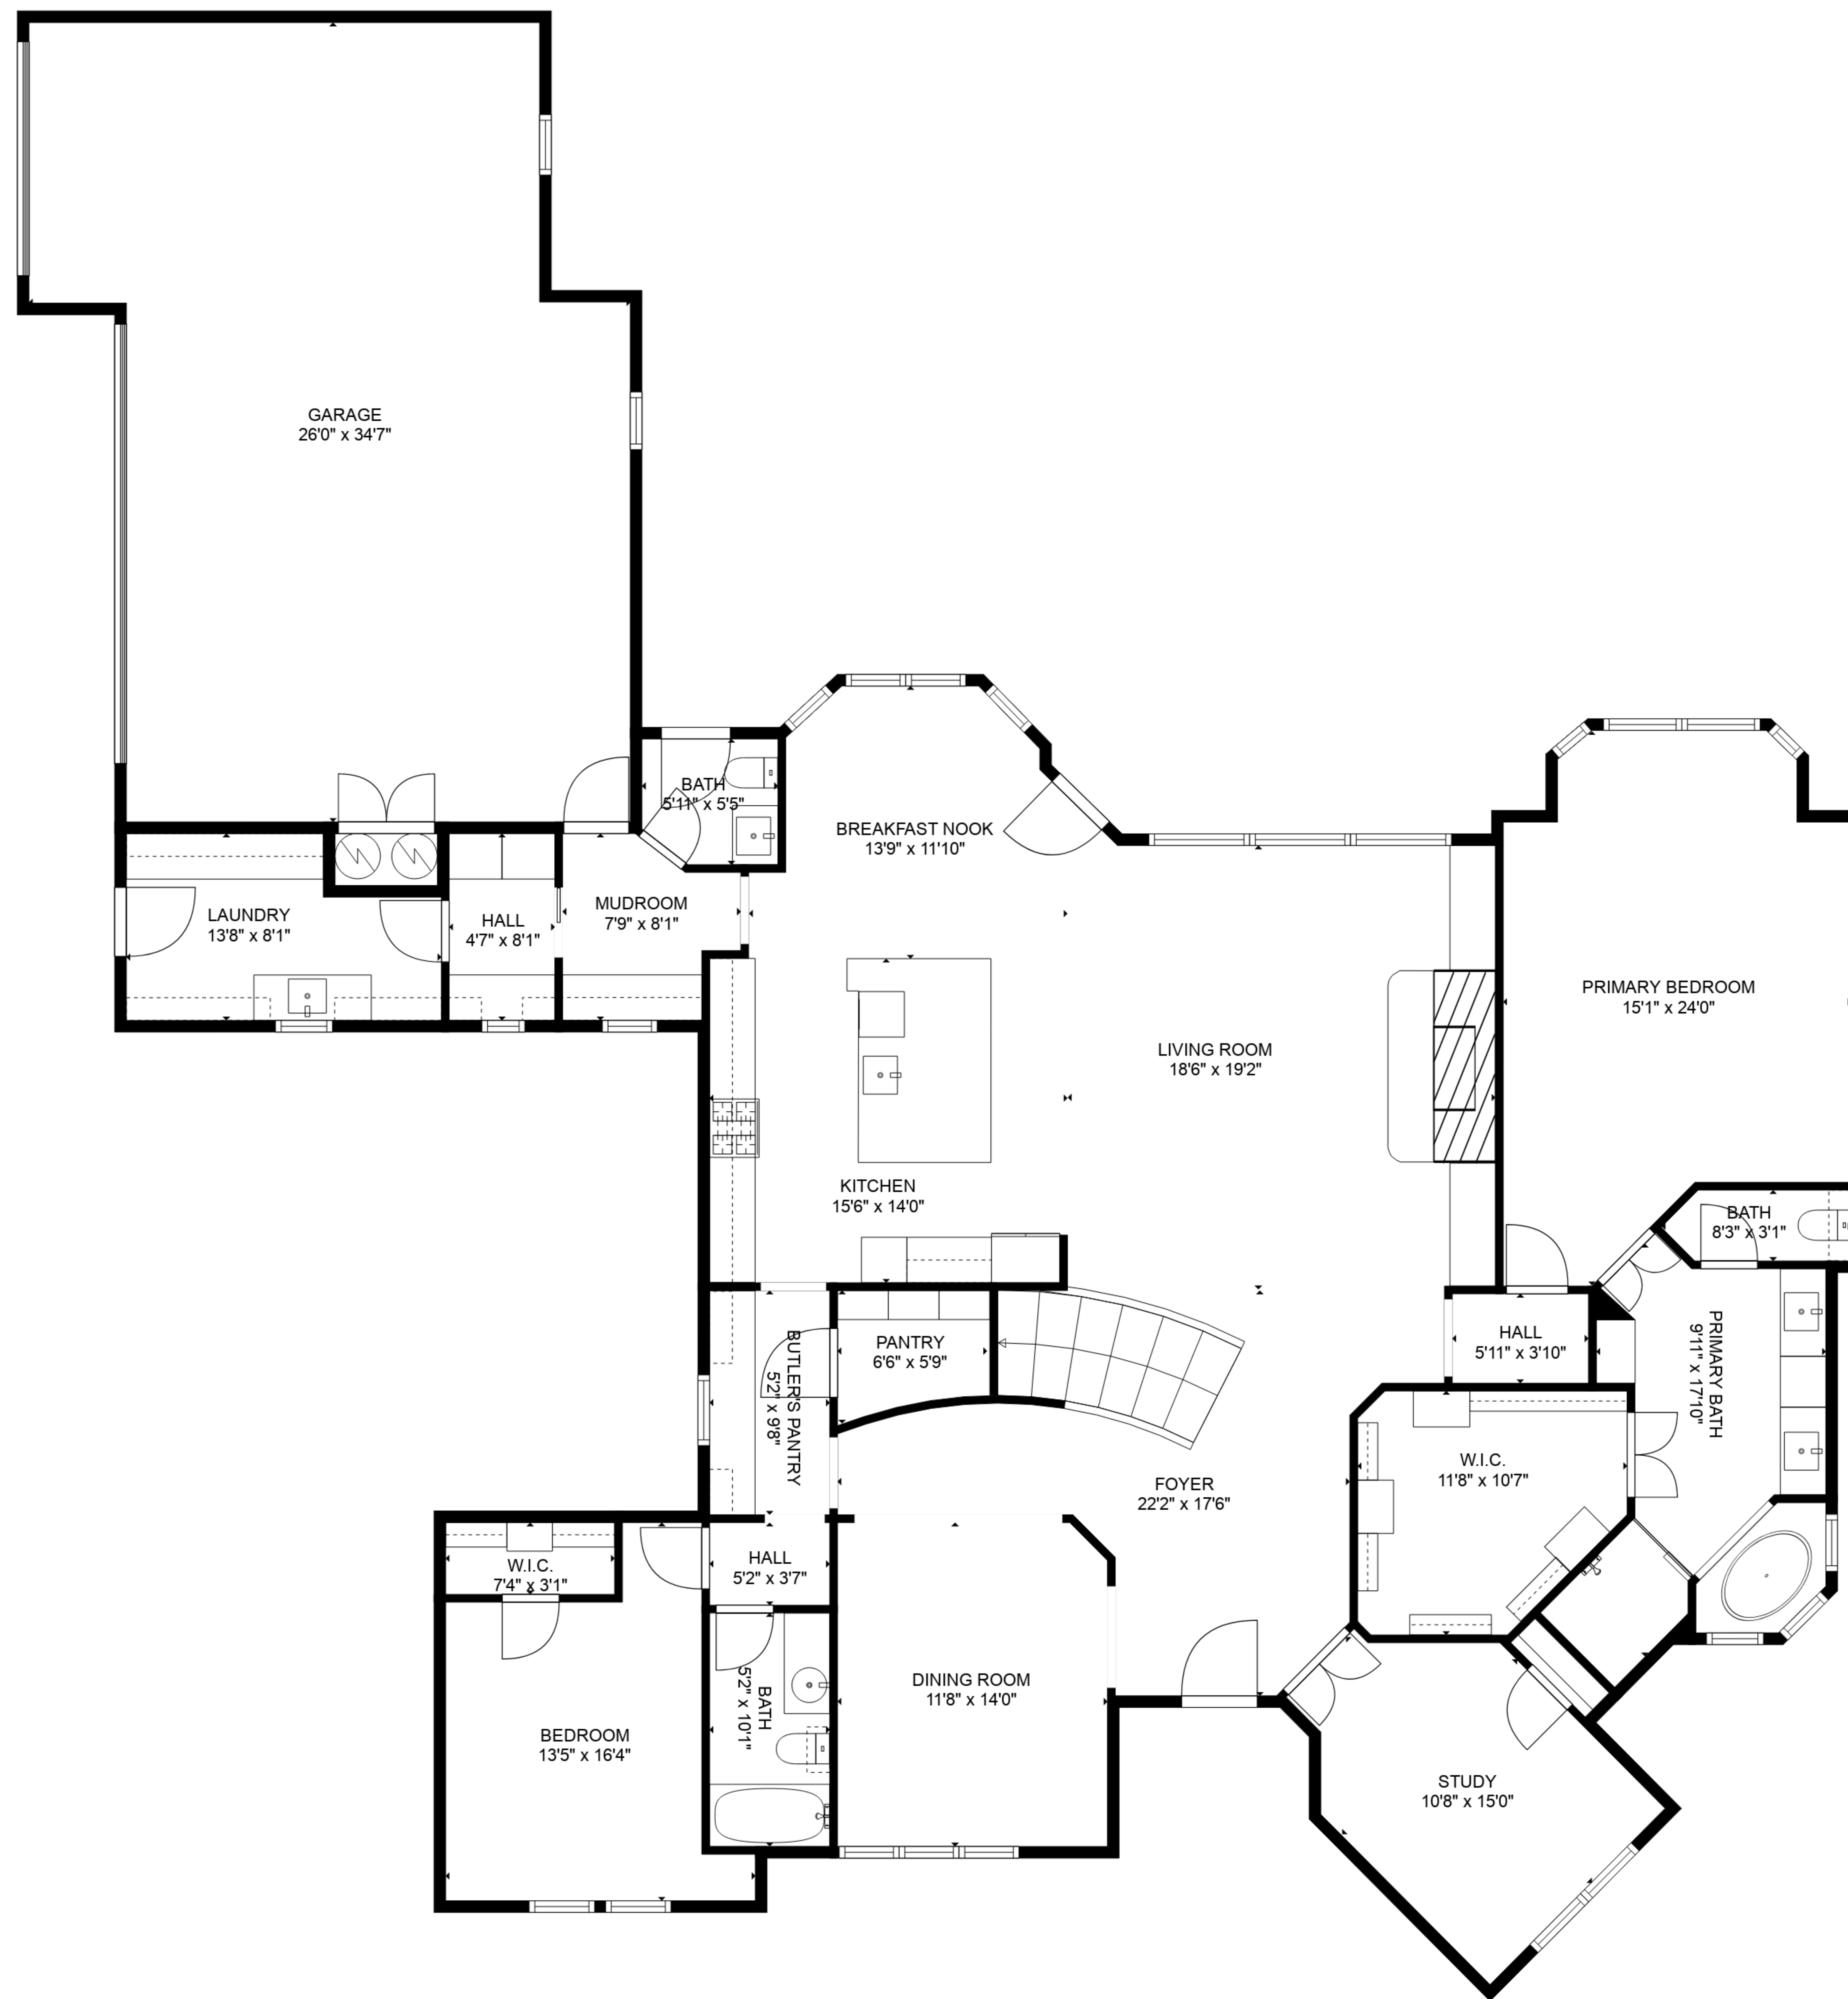 GARAGE
26'0" x 34'7"
BATH
5'11" x 5'5"
BREAKFAST NOOK
13'9" x 11'10"
LAUNDRY
13'8" x 8'1"
HALL
4'7" x 8'1"
MUDROOM
7'9" x 8'1"
PRIMARY BEDROOM
15'1" x 24'0"
LIVING ROOM
18'6" x 19'2"
KITCHEN
15'6" x 14'0"
BATH
8'3" x 3'1"
PANTRY
6'6" x 5'9"
HALL
5'11" x 3'10"
BUTLER'S PANTRY
5'2" x 9'8"
PRIMARY BATH
9'11" x 17'10"
W.I.C.
11'8" x 10'7"
FOYER
22'2" x 17'6"
W.I.C.
7'4" x 3'1"
HALL
5'2" x 3'7"
BATH
5'2" x 10'1"
DINING ROOM
11'8" x 14'0"
BEDROOM
13'5" x 16'4"
STUDY
10'8" x 15'0"